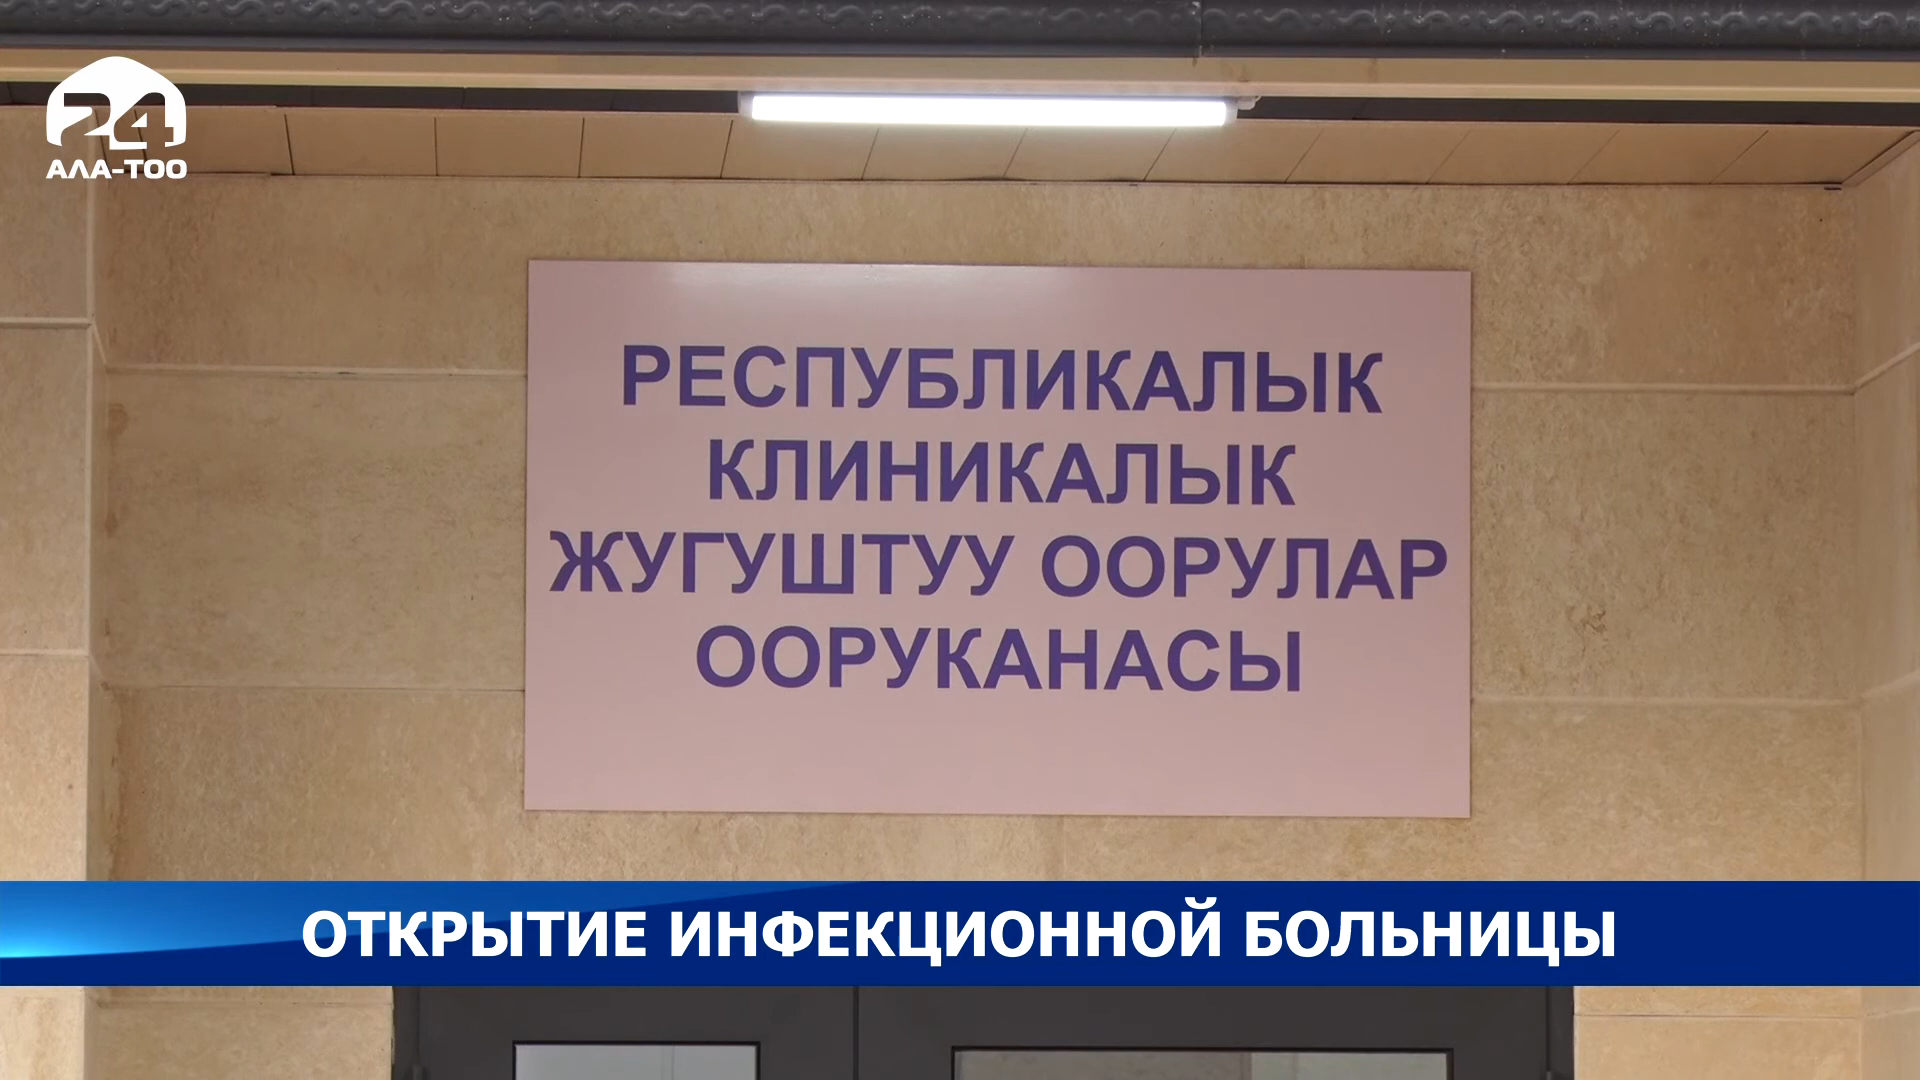 24
АЛА-ТОО
РЕСПУБЛИКАЛЫК
КЛИНИКАЛЫК
ЖУГУШТУУ ООРУЛАР
ООРУКАНАСЫ
ОТКРЫТИЕ ИНФЕКЦИОННОЙ БОЛЬНИЦЫ